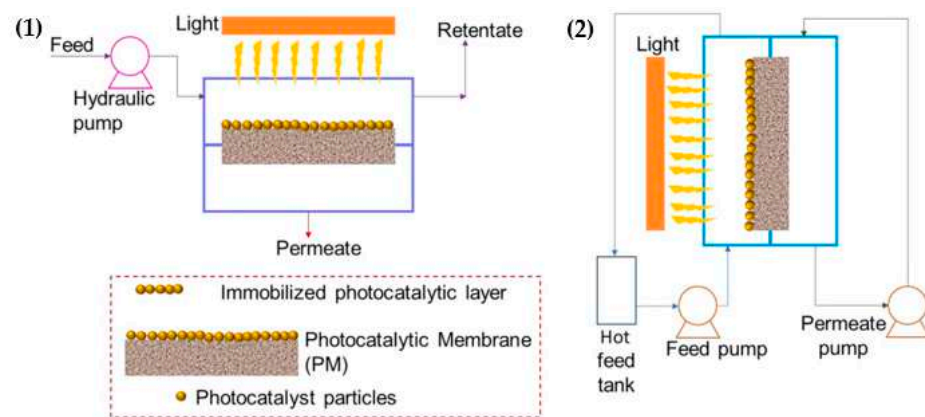 (1)
Light
Feed
Retentate
Hydraulic
pump
Permeate
Immobilized photocatalytic layer
Photocatalytic Membrane
(PM)
Photocatalyst particles
(2)
Light
Hot
feed
tank
Feed pump
Permeate
pump